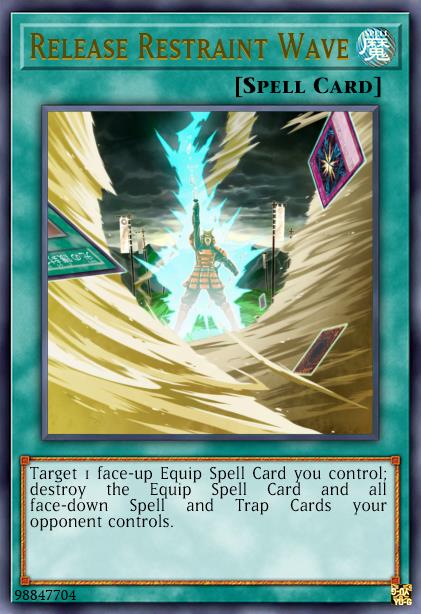 RELEASE RESTRAINT WAVE 魔
[SPELL CARD]
Target 1 face-up Equip Spell Card you control;
destroy the Equip Spell Card and all
face-down Spell and Trap Cards your
opponent controls.
98847704